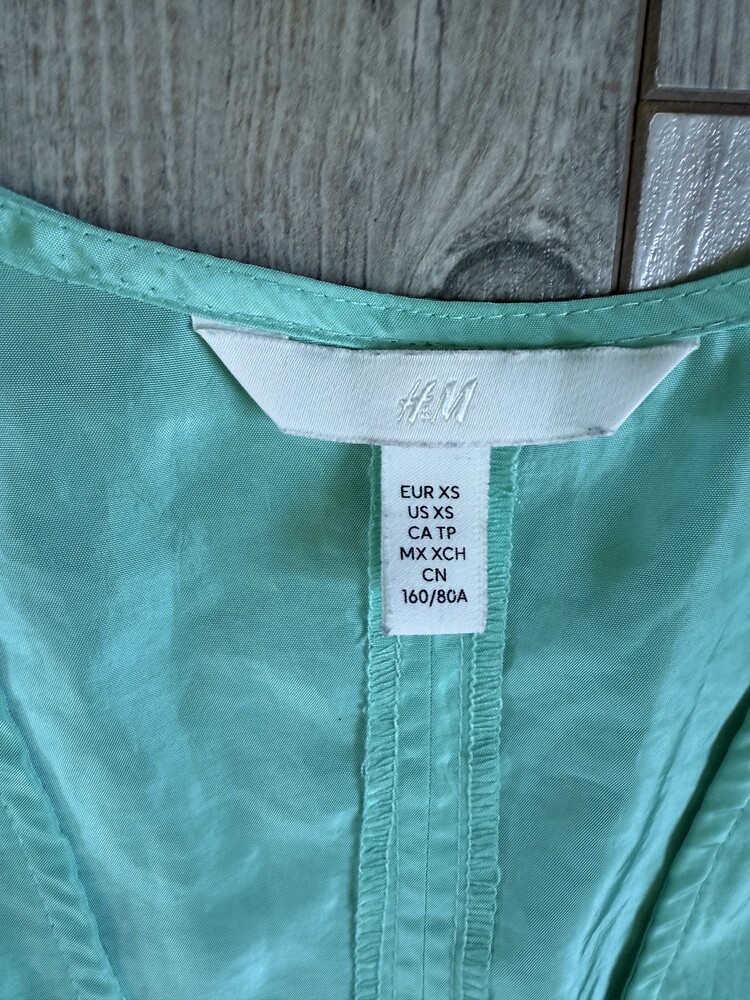 H&M
EUR XS
US XS
CA TP
MX XCH
CN
160/80A